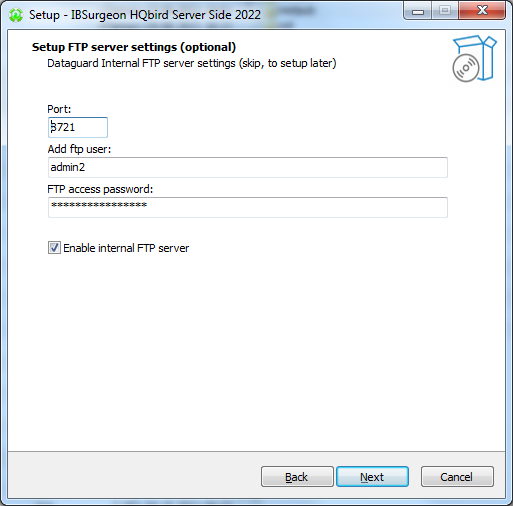 Setup - IBSurgeon HQbird Server Side 2022
Setup FTP server settings (optional)
Dataguard Internal FTP server settings (skip, to setup later)
Port:
3721
Add ftp user:
admin2
FTP access password:
****************
Enable internal FTP server
Back
Next
Cancel